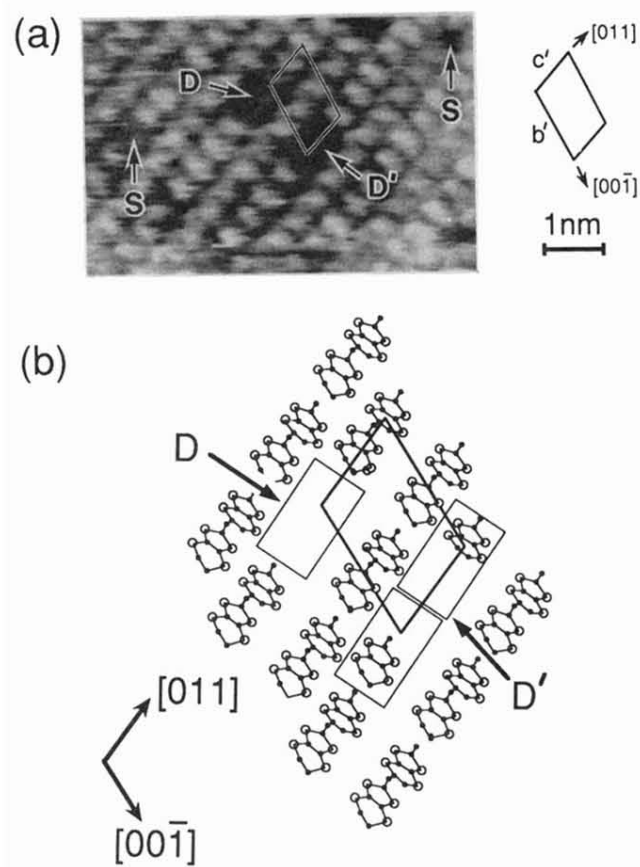 (a)
D
S
D'
S
[011]
c'
b'
[001̄]
1nm
(b)
D
D'
[011]
[001̄]